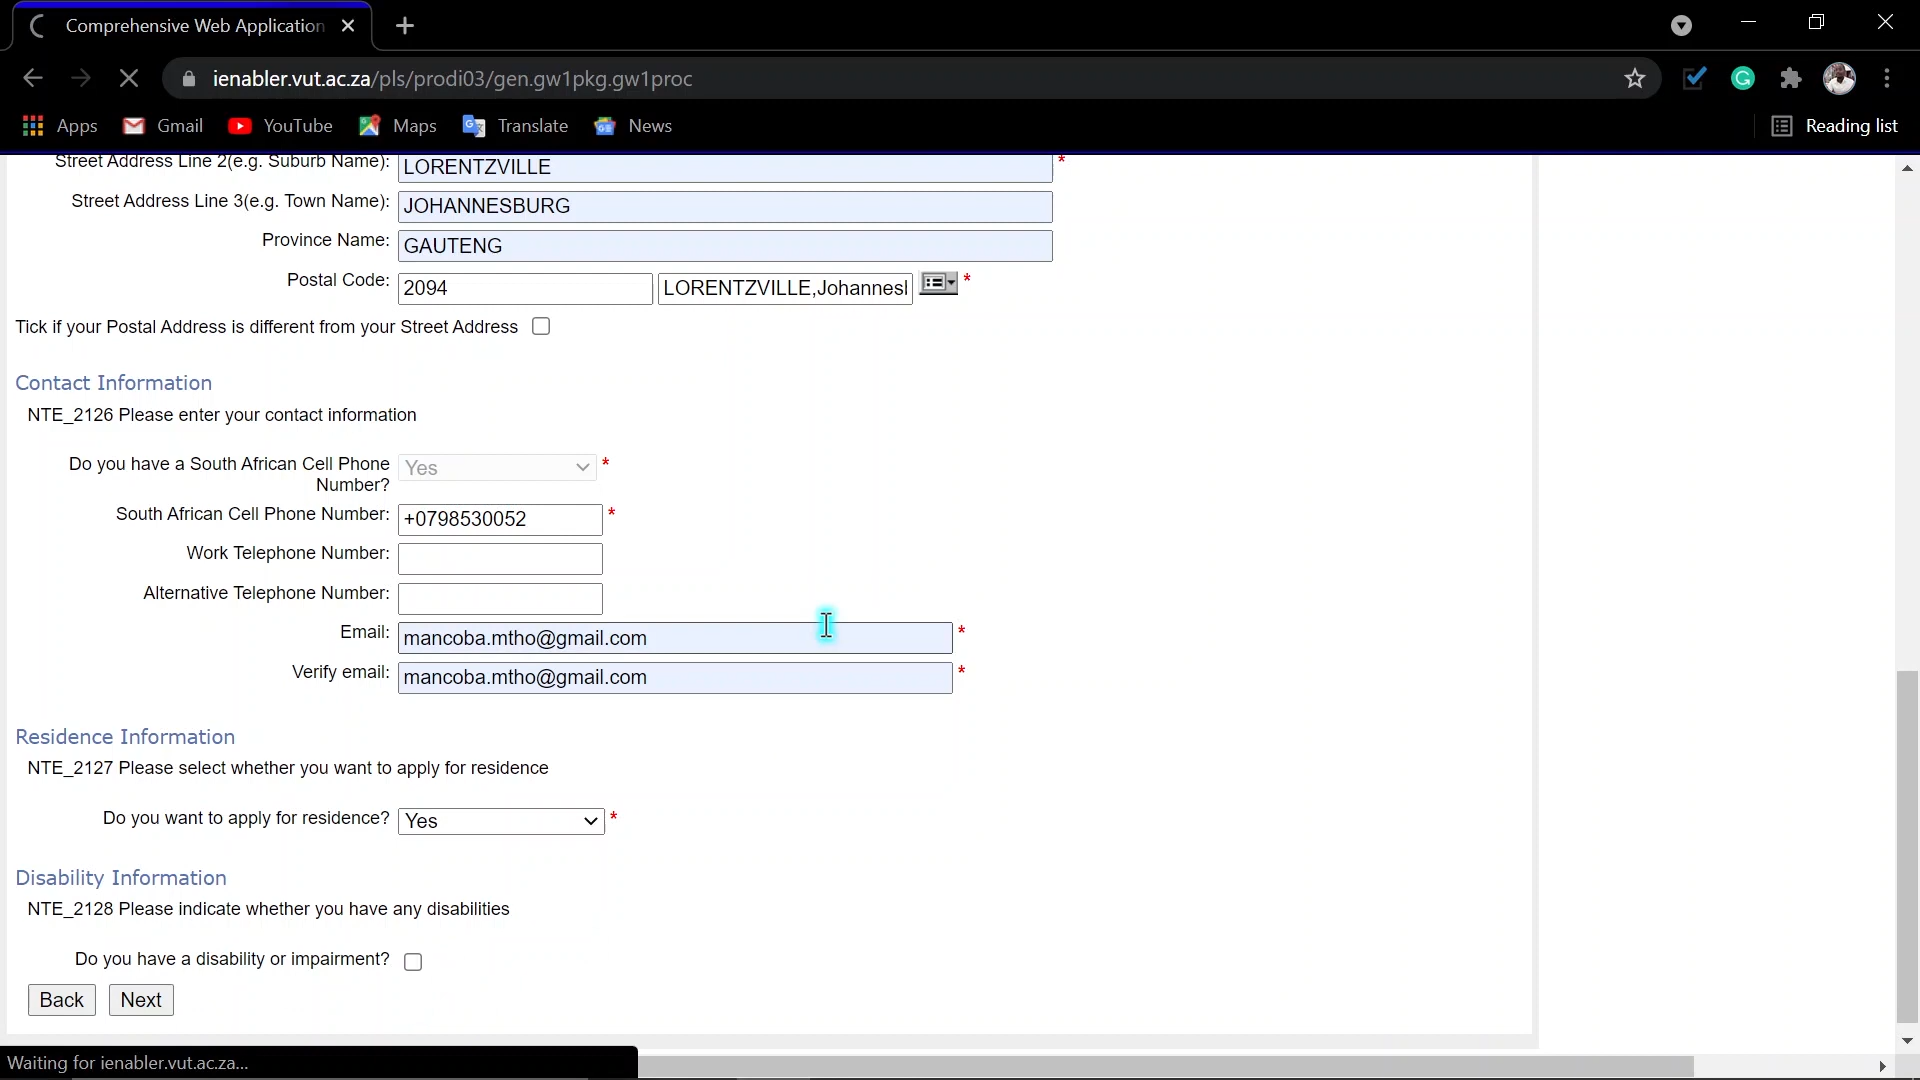 Comprehensive Web Application
ienabler.vut.ac.za/pls/prodi03/gen.gw1pkg.gw1proc
Apps Gmail YouTube Maps Translate News Reading list
Street Address Line 2(e.g. Suburb Name): LORENTZVILLE *
Street Address Line 3(e.g. Town Name): JOHANNESBURG
Province Name: GAUTENG
Postal Code: 2094 LORENTZVILLE,Johannesl *
Tick if your Postal Address is different from your Street Address
Contact Information
NTE_2126 Please enter your contact information
Do you have a South African Cell Phone Yes *
Number?
South African Cell Phone Number: +0798530052 *
Work Telephone Number:
Alternative Telephone Number:
Email: mancoba.mtho@gmail.com *
Verify email: mancoba.mtho@gmail.com *
Residence Information
NTE_2127 Please select whether you want to apply for residence
Do you want to apply for residence? Yes *
Disability Information
NTE_2128 Please indicate whether you have any disabilities
Do you have a disability or impairment?
Back Next
Waiting for ienabler.vut.ac.za...